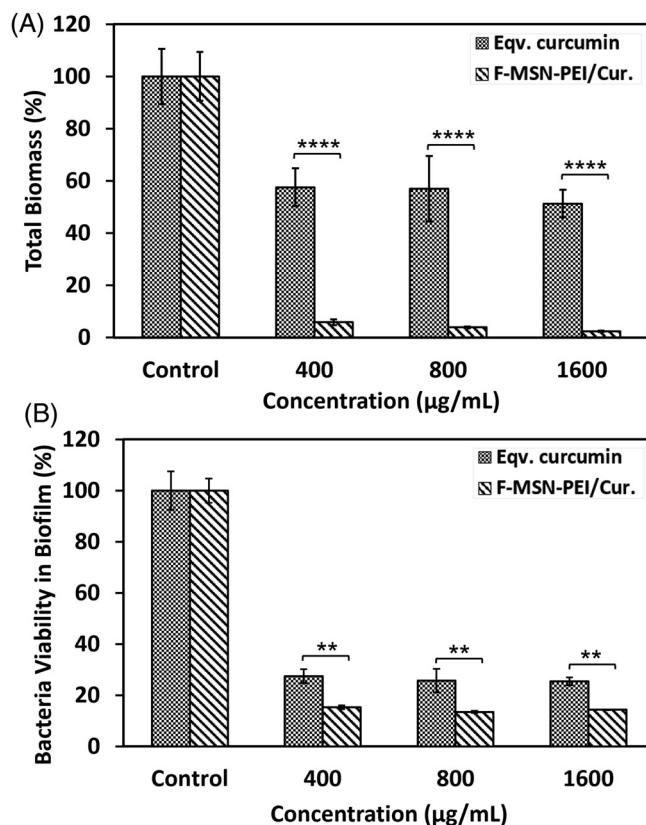 (A)
120
100
80
60
40
20
0
Total Biomass (%)
Eqv. curcumin
F-MSN-PEI/Cur.
****
****
****
Control
400
800
1600
Concentration (µg/mL)
(B)
120
100
80
60
40
20
0
Bacteria Viability in Biofilm (%)
Eqv. curcumin
F-MSN-PEI/Cur.
**
**
**
Control
400
800
1600
Concentration (µg/mL)